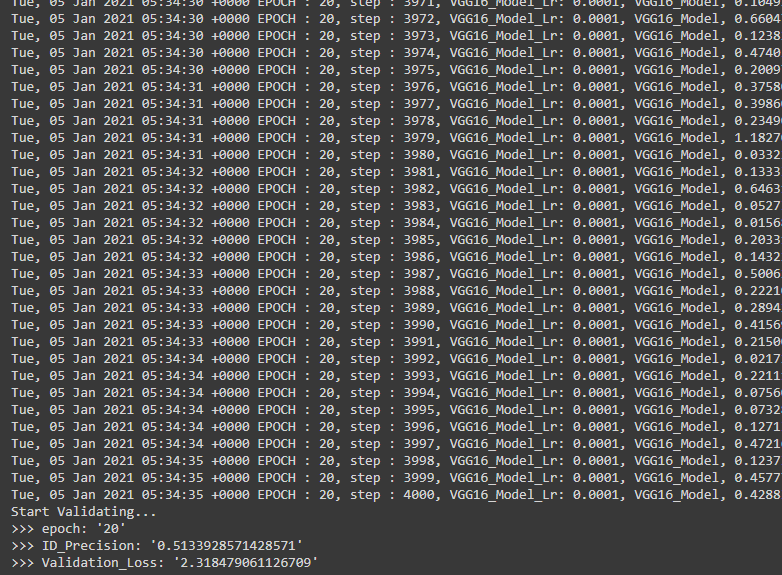 Tue, 05 Jan 2021 05:34:30 +0000 EPOCH : 20, step : 3971, VGG16_Model_Lr: 0.0001, VGG16_Model, 0.1049
Tue, 05 Jan 2021 05:34:30 +0000 EPOCH : 20, step : 3972, VGG16_Model_Lr: 0.0001, VGG16_Model, 0.6604
Tue, 05 Jan 2021 05:34:30 +0000 EPOCH : 20, step : 3973, VGG16_Model_Lr: 0.0001, VGG16_Model, 0.1238
Tue, 05 Jan 2021 05:34:30 +0000 EPOCH : 20, step : 3974, VGG16_Model_Lr: 0.0001, VGG16_Model, 0.4740
Tue, 05 Jan 2021 05:34:30 +0000 EPOCH : 20, step : 3975, VGG16_Model_Lr: 0.0001, VGG16_Model, 0.2009
Tue, 05 Jan 2021 05:34:31 +0000 EPOCH : 20, step : 3976, VGG16_Model_Lr: 0.0001, VGG16_Model, 0.3758
Tue, 05 Jan 2021 05:34:31 +0000 EPOCH : 20, step : 3977, VGG16_Model_Lr: 0.0001, VGG16_Model, 0.3986
Tue, 05 Jan 2021 05:34:31 +0000 EPOCH : 20, step : 3978, VGG16_Model_Lr: 0.0001, VGG16_Model, 0.2349
Tue, 05 Jan 2021 05:34:31 +0000 EPOCH : 20, step : 3979, VGG16_Model_Lr: 0.0001, VGG16_Model, 1.1827
Tue, 05 Jan 2021 05:34:31 +0000 EPOCH : 20, step : 3980, VGG16_Model_Lr: 0.0001, VGG16_Model, 0.0332
Tue, 05 Jan 2021 05:34:32 +0000 EPOCH : 20, step : 3981, VGG16_Model_Lr: 0.0001, VGG16_Model, 0.1333
Tue, 05 Jan 2021 05:34:32 +0000 EPOCH : 20, step : 3982, VGG16_Model_Lr: 0.0001, VGG16_Model, 0.6463
Tue, 05 Jan 2021 05:34:32 +0000 EPOCH : 20, step : 3983, VGG16_Model_Lr: 0.0001, VGG16_Model, 0.0527
Tue, 05 Jan 2021 05:34:32 +0000 EPOCH : 20, step : 3984, VGG16_Model_Lr: 0.0001, VGG16_Model, 0.0156
Tue, 05 Jan 2021 05:34:32 +0000 EPOCH : 20, step : 3985, VGG16_Model_Lr: 0.0001, VGG16_Model, 0.2033
Tue, 05 Jan 2021 05:34:32 +0000 EPOCH : 20, step : 3986, VGG16_Model_Lr: 0.0001, VGG16_Model, 0.1432
Tue, 05 Jan 2021 05:34:33 +0000 EPOCH : 20, step : 3987, VGG16_Model_Lr: 0.0001, VGG16_Model, 0.5006
Tue, 05 Jan 2021 05:34:33 +0000 EPOCH : 20, step : 3988, VGG16_Model_Lr: 0.0001, VGG16_Model, 0.2221
Tue, 05 Jan 2021 05:34:33 +0000 EPOCH : 20, step : 3989, VGG16_Model_Lr: 0.0001, VGG16_Model, 0.2894
Tue, 05 Jan 2021 05:34:33 +0000 EPOCH : 20, step : 3990, VGG16_Model_Lr: 0.0001, VGG16_Model, 0.4156
Tue, 05 Jan 2021 05:34:33 +0000 EPOCH : 20, step : 3991, VGG16_Model_Lr: 0.0001, VGG16_Model, 0.2150
Tue, 05 Jan 2021 05:34:34 +0000 EPOCH : 20, step : 3992, VGG16_Model_Lr: 0.0001, VGG16_Model, 0.0217
Tue, 05 Jan 2021 05:34:34 +0000 EPOCH : 20, step : 3993, VGG16_Model_Lr: 0.0001, VGG16_Model, 0.2211
Tue, 05 Jan 2021 05:34:34 +0000 EPOCH : 20, step : 3994, VGG16_Model_Lr: 0.0001, VGG16_Model, 0.0756
Tue, 05 Jan 2021 05:34:34 +0000 EPOCH : 20, step : 3995, VGG16_Model_Lr: 0.0001, VGG16_Model, 0.0732
Tue, 05 Jan 2021 05:34:34 +0000 EPOCH : 20, step : 3996, VGG16_Model_Lr: 0.0001, VGG16_Model, 0.1271
Tue, 05 Jan 2021 05:34:34 +0000 EPOCH : 20, step : 3997, VGG16_Model_Lr: 0.0001, VGG16_Model, 0.4721
Tue, 05 Jan 2021 05:34:35 +0000 EPOCH : 20, step : 3998, VGG16_Model_Lr: 0.0001, VGG16_Model, 0.1237
Tue, 05 Jan 2021 05:34:35 +0000 EPOCH : 20, step : 3999, VGG16_Model_Lr: 0.0001, VGG16_Model, 0.4577
Tue, 05 Jan 2021 05:34:35 +0000 EPOCH : 20, step : 4000, VGG16_Model_Lr: 0.0001, VGG16_Model, 0.4288
Start Validating...
>>> epoch: '20'
>>> ID_Precision: '0.5133928571428571'
>>> Validation_Loss: '2.318479061126709'